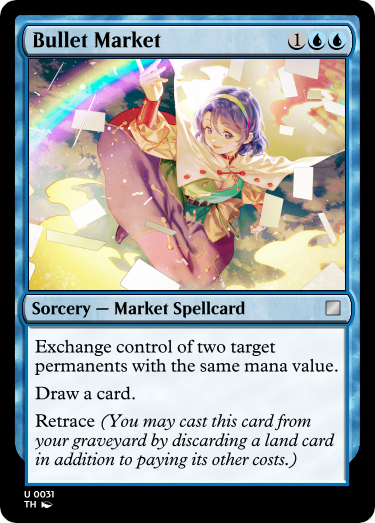 Bullet Market 1
Sorcery — Market Spellcard
Exchange control of two target
permanents with the same mana value.
Draw a card.
Retrace (You may cast this card from
your graveyard by discarding a land card
in addition to paying its other costs.)
U 0031
TH